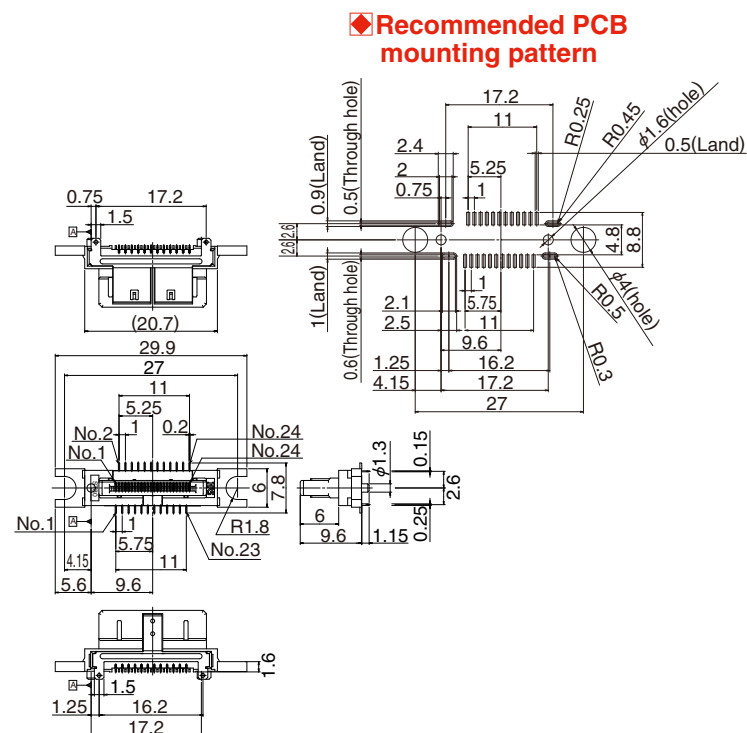 Recommended PCB
mounting pattern
17.2
11
R0.25
R0.45
φ1.6(hole)
0.5(Land)
0.9(Land)
0.5(Through hole)
2.4
2
5.25
0.75
1
2.6
2.6
4.8
8.8
1(Land)
0.6(Through hole)
2.1
2.5
1
5.75
11
9.6
1.25
16.2
4.15
17.2
27
φ4(hole)
R0.5
R0.3
0.75
17.2
1.5
A
(20.7)
29.9
27
11
5.25
No.2
1
0.2
No.24
No.1
No.24
6
7.8
No.1
A
1
R1.8
5.75
No.23
4.15
11
5.6
9.6
φ1.3
0.15
2.6
6
0.25
9.6
1.15
1.6
A
1.5
1.25
16.2
17.2